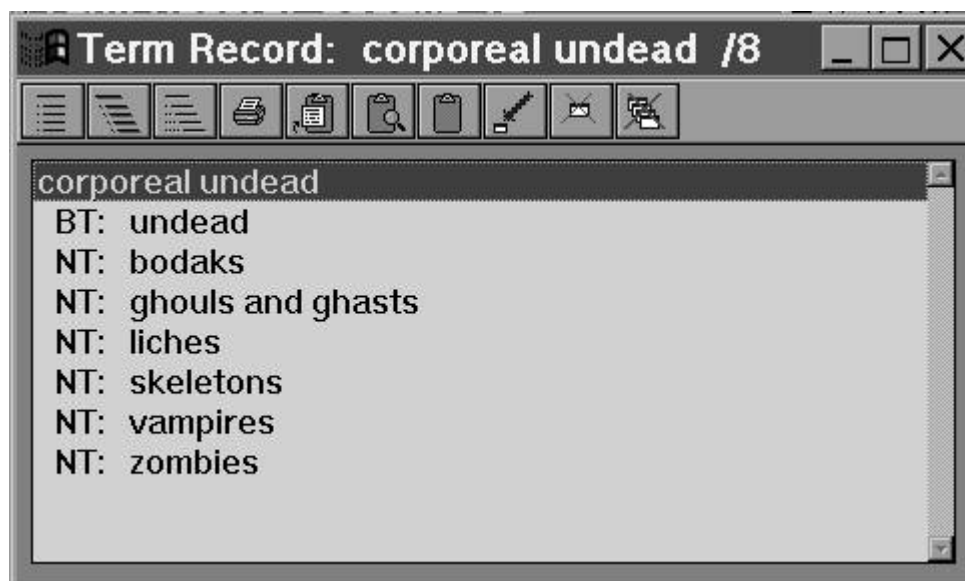 Term Record: corporeal undead /8
corporeal undead
BT: undead
NT: bodaks
NT: ghouls and ghasts
NT: liches
NT: skeletons
NT: vampires
NT: zombies